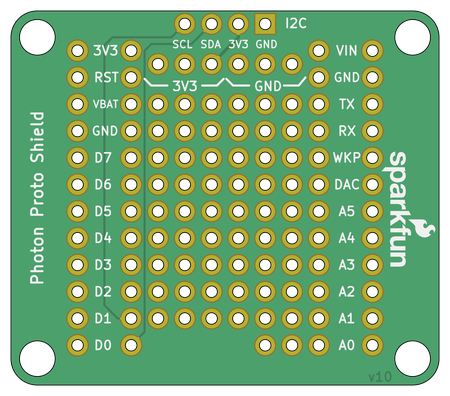 I2C
SCL SDA 3V3 GND
3V3 VIN
RST 3V3 GND GND
VBAT TX
GND RX
D7 WKP
D6 DAC
D5 A5
D4 A4
D3 A3
D2 A2
D1 A1
D0 A0
Photon Proto Shield
sparkfun
v10